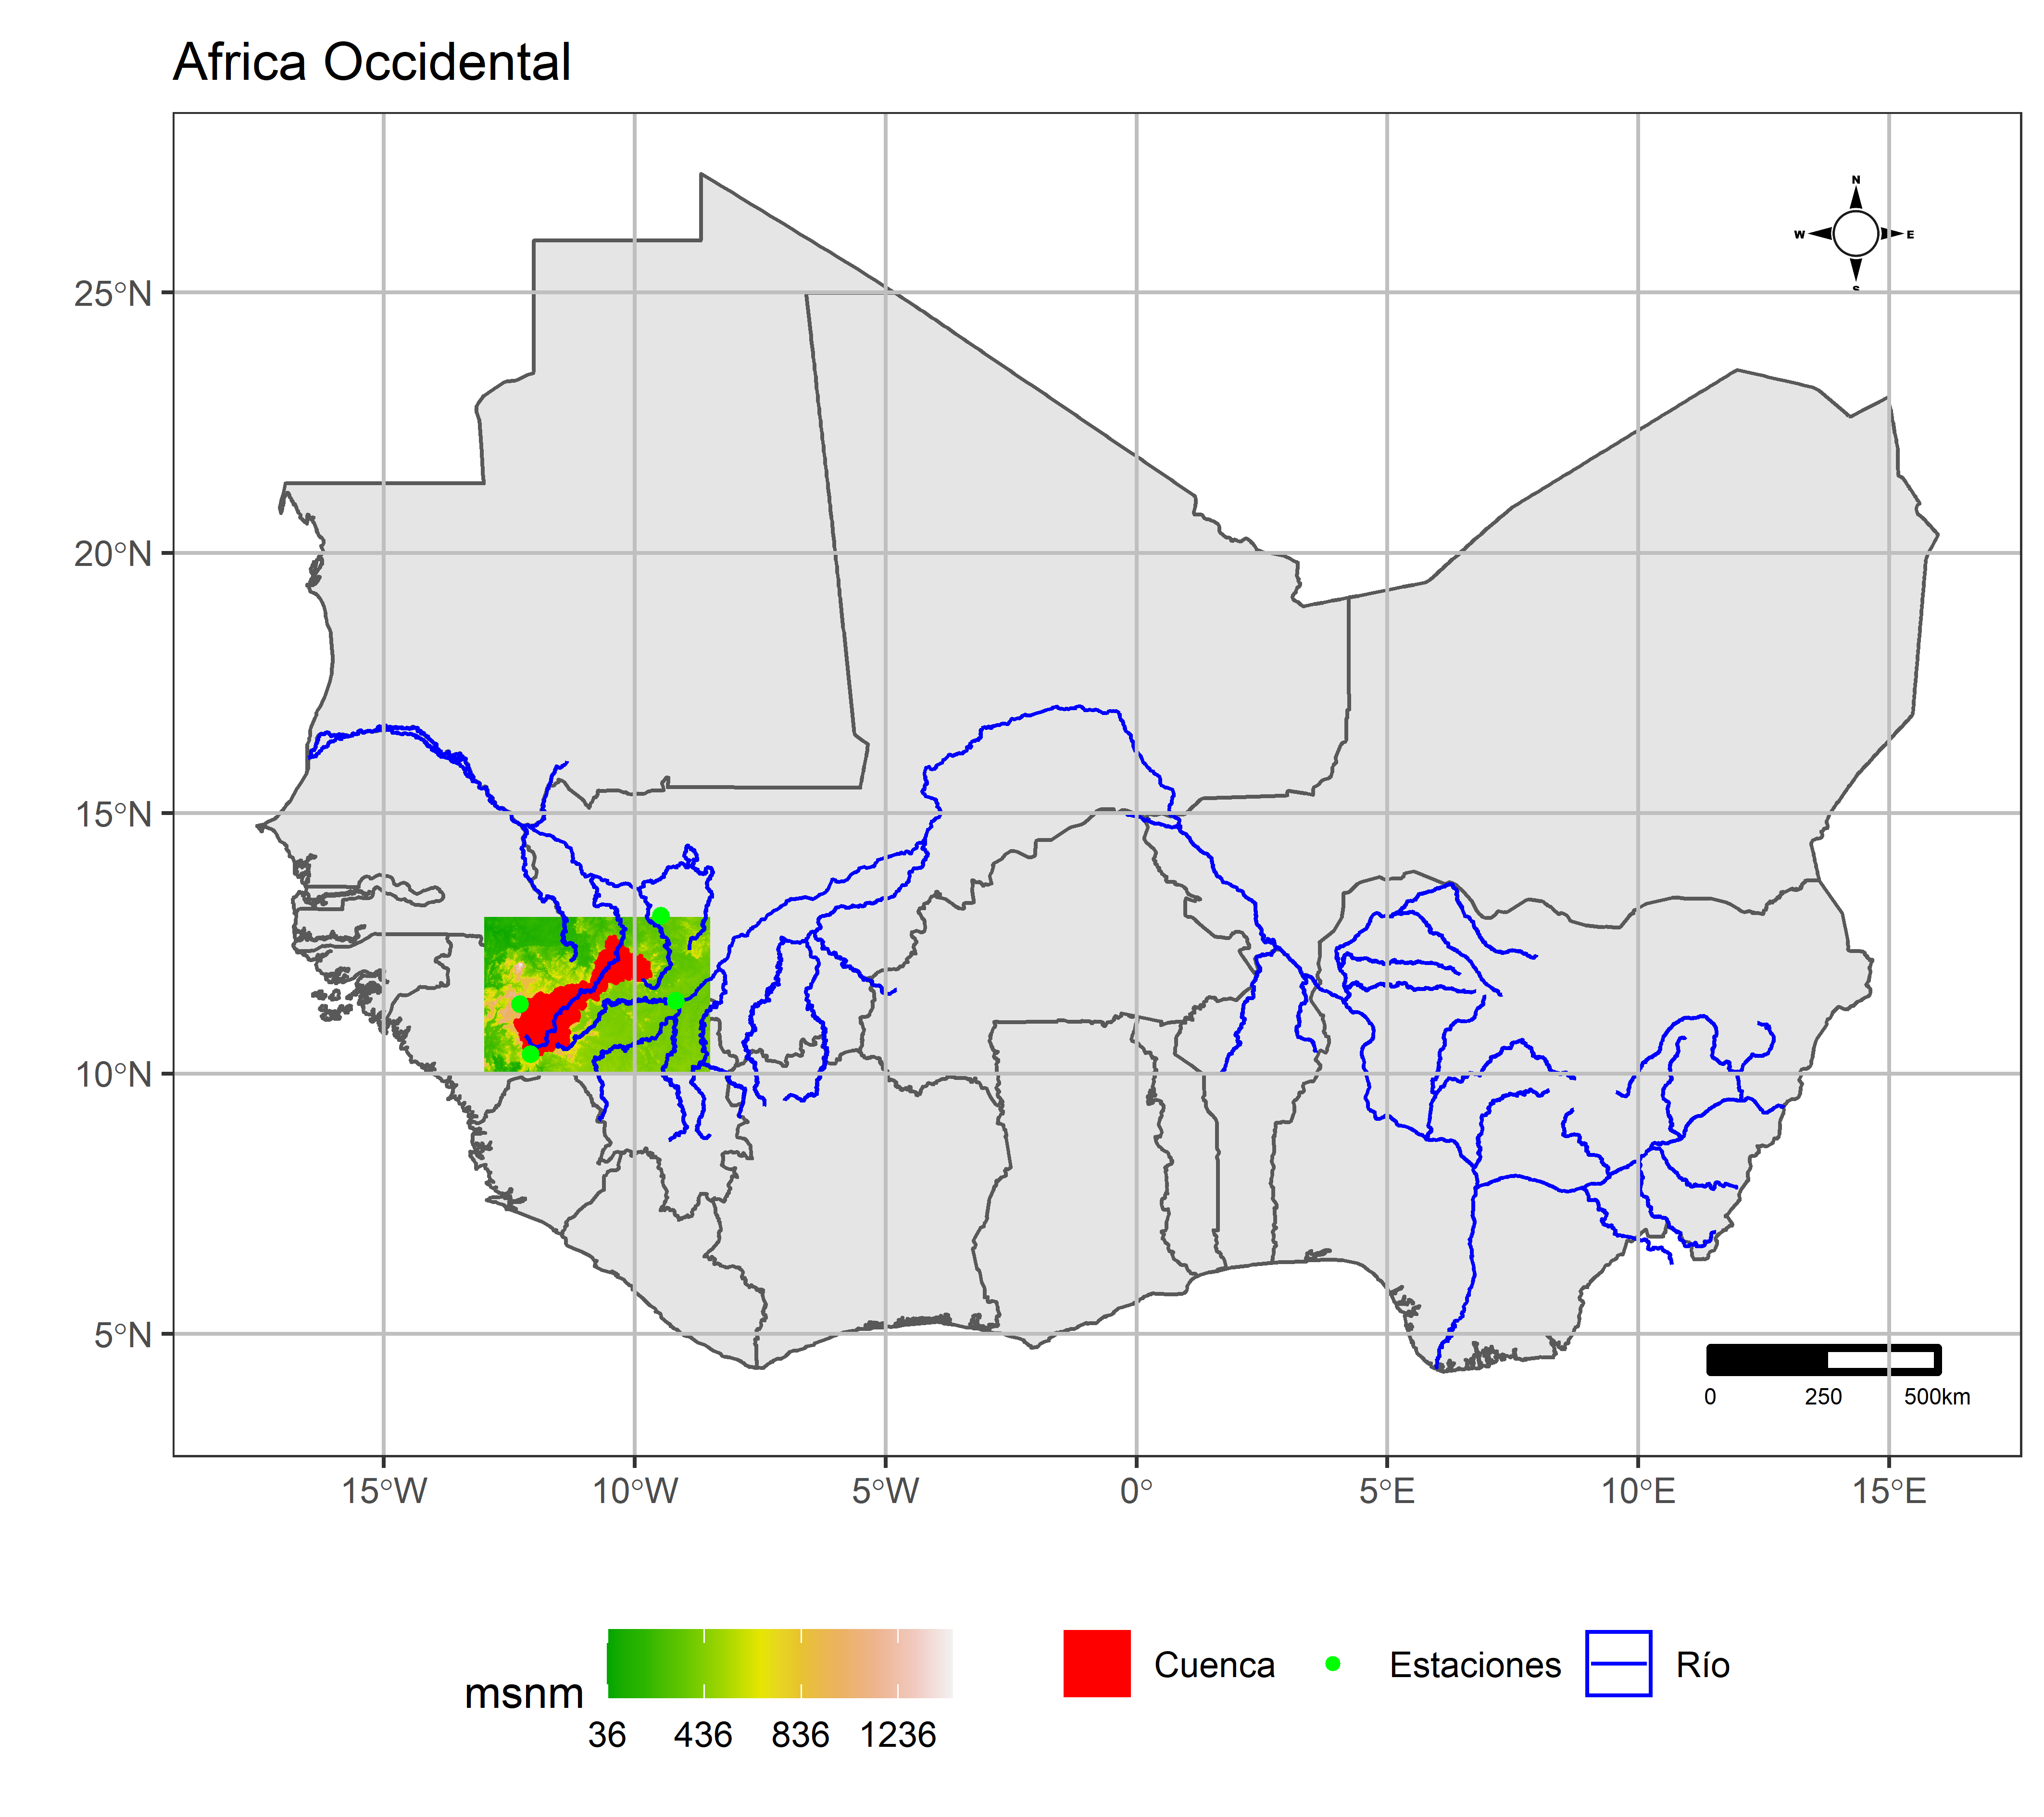 Africa Occidental
N
W E
S
25°N
20°N
15°N
10°N
5°N
0 250 500km
15°W 10°W 5°W 0° 5°E 10°E 15°E
msnm
36 436 836 1236
Cuenca Estaciones Río